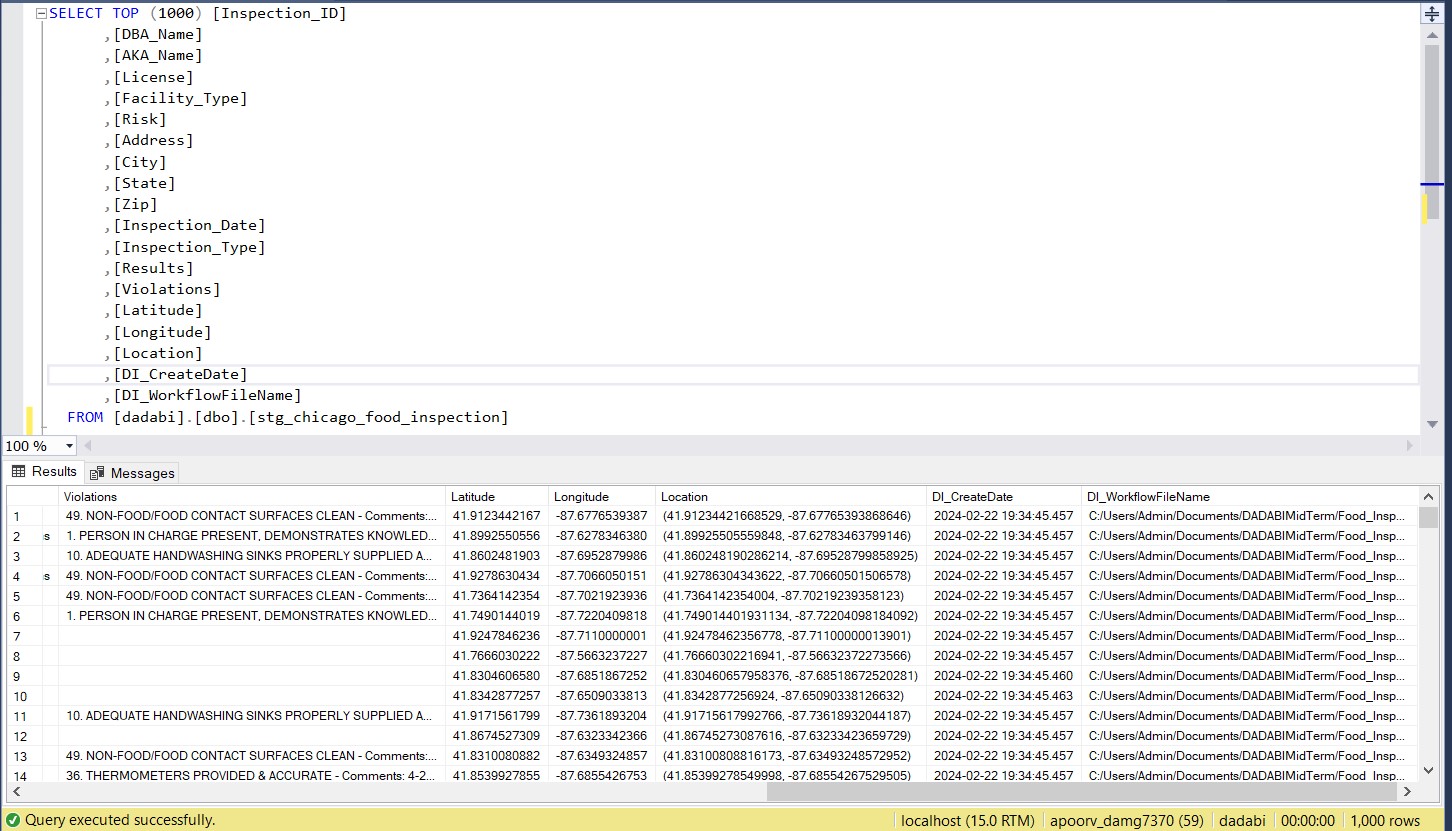 SELECT TOP (1000) [Inspection_ID]
,[DBA_Name]
,[AKA_Name]
,[License]
,[Facility_Type]
,[Risk]
,[Address]
,[City]
,[State]
,[Zip]
,[Inspection_Date]
,[Inspection_Type]
,[Results]
,[Violations]
,[Latitude]
,[Longitude]
,[Location]
,[DI_CreateDate]
,[DI_WorkflowFileName]
FROM [dadabi].[dbo].[stg_chicago_food_inspection]
100 %
Results Messages
Violations Latitude Longitude Location DI_CreateDate DI_WorkflowFileName
1 49. NON-FOOD/FOOD CONTACT SURFACES CLEAN - Comments:... 41.9123442167 -87.6776539387 (41.91234421668529, -87.67765393868646) 2024-02-22 19:34:45.457 C:/Users/Admin/Documents/DADABIMidTerm/Food_Insp...
2 s 1. PERSON IN CHARGE PRESENT, DEMONSTRATES KNOWLED... 41.8992550556 -87.6278346380 (41.89925505559848, -87.62783463799146) 2024-02-22 19:34:45.457 C:/Users/Admin/Documents/DADABIMidTerm/Food_Insp...
3 10. ADEQUATE HANDWASHING SINKS PROPERLY SUPPLIED A... 41.8602481903 -87.6952879986 (41.860248190286214, -87.69528799858925) 2024-02-22 19:34:45.457 C:/Users/Admin/Documents/DADABIMidTerm/Food_Insp...
4 s 49. NON-FOOD/FOOD CONTACT SURFACES CLEAN - Comments:... 41.9278630434 -87.7066050151 (41.92786304343622, -87.70660501506578) 2024-02-22 19:34:45.457 C:/Users/Admin/Documents/DADABIMidTerm/Food_Insp...
5 49. NON-FOOD/FOOD CONTACT SURFACES CLEAN - Comments:... 41.7364142354 -87.7021923936 (41.7364142354004, -87.70219239358123) 2024-02-22 19:34:45.457 C:/Users/Admin/Documents/DADABIMidTerm/Food_Insp...
6 1. PERSON IN CHARGE PRESENT, DEMONSTRATES KNOWLED... 41.7490144019 -87.7220409818 (41.749014401931134, -87.72204098184092) 2024-02-22 19:34:45.457 C:/Users/Admin/Documents/DADABIMidTerm/Food_Insp...
7 41.9247846236 -87.7110000001 (41.92478462356778, -87.71100000013901) 2024-02-22 19:34:45.457 C:/Users/Admin/Documents/DADABIMidTerm/Food_Insp...
8 41.7666030222 -87.5663237227 (41.76660302216941, -87.56632372273566) 2024-02-22 19:34:45.457 C:/Users/Admin/Documents/DADABIMidTerm/Food_Insp...
9 41.8304606580 -87.6851867252 (41.830460657958376, -87.68518672520281) 2024-02-22 19:34:45.460 C:/Users/Admin/Documents/DADABIMidTerm/Food_Insp...
10 41.8342877257 -87.6509033813 (41.8342877256924, -87.65090338126632) 2024-02-22 19:34:45.463 C:/Users/Admin/Documents/DADABIMidTerm/Food_Insp...
11 10. ADEQUATE HANDWASHING SINKS PROPERLY SUPPLIED A... 41.9171561799 -87.7361893204 (41.91715617992766, -87.73618932044187) 2024-02-22 19:34:45.457 C:/Users/Admin/Documents/DADABIMidTerm/Food_Insp...
12 41.8674527309 -87.6323342366 (41.86745273087616, -87.63233423659729) 2024-02-22 19:34:45.457 C:/Users/Admin/Documents/DADABIMidTerm/Food_Insp...
13 49. NON-FOOD/FOOD CONTACT SURFACES CLEAN - Comments:... 41.8310080882 -87.6349324857 (41.83100808816173, -87.63493248572952) 2024-02-22 19:34:45.457 C:/Users/Admin/Documents/DADABIMidTerm/Food_Insp...
14 36. THERMOMETERS PROVIDED & ACCURATE - Comments: 4-2... 41.8539927855 -87.6855426753 (41.85399278549998, -87.68554267529505) 2024-02-22 19:34:45.457 C:/Users/Admin/Documents/DADABIMidTerm/Food_Insp...
Query executed successfully. localhost (15.0 RTM) apoorv_damg7370 (59) dadabi 00:00:00 1,000 rows